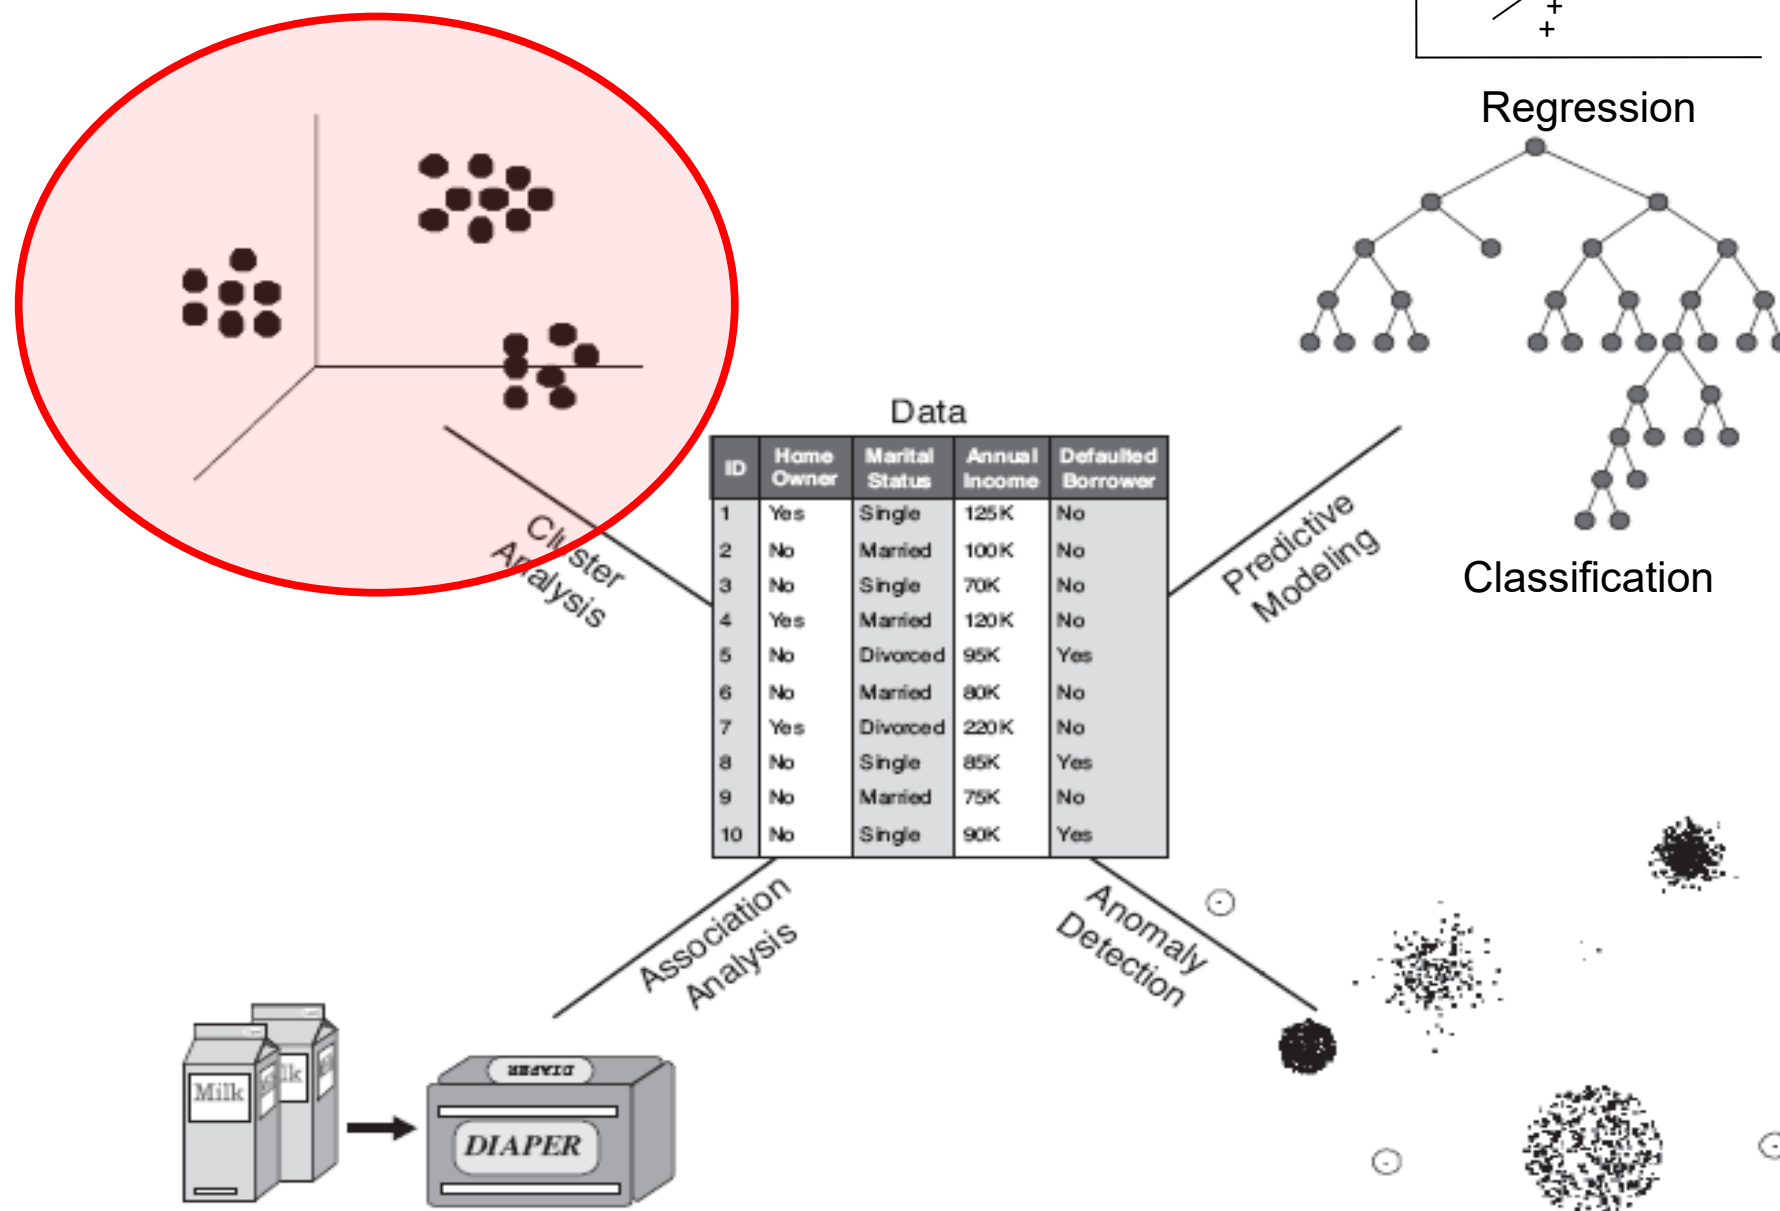 +
+
Regression
Data
ID Home Owner Marital Status Annual Income Defaulted Borrower
1 Yes Single 125K No
2 No Married 100K No
3 No Single 70K No
4 Yes Married 120K No
5 No Divorced 95K Yes
6 No Married 80K No
7 Yes Divorced 220K No
8 No Single 85K Yes
9 No Married 75K No
10 No Single 90K Yes
Cluster
Analysis
Predictive
Modeling
Classification
Association
Analysis
Anomaly
Detection
Milk
lk
DIAPER
DIAPER